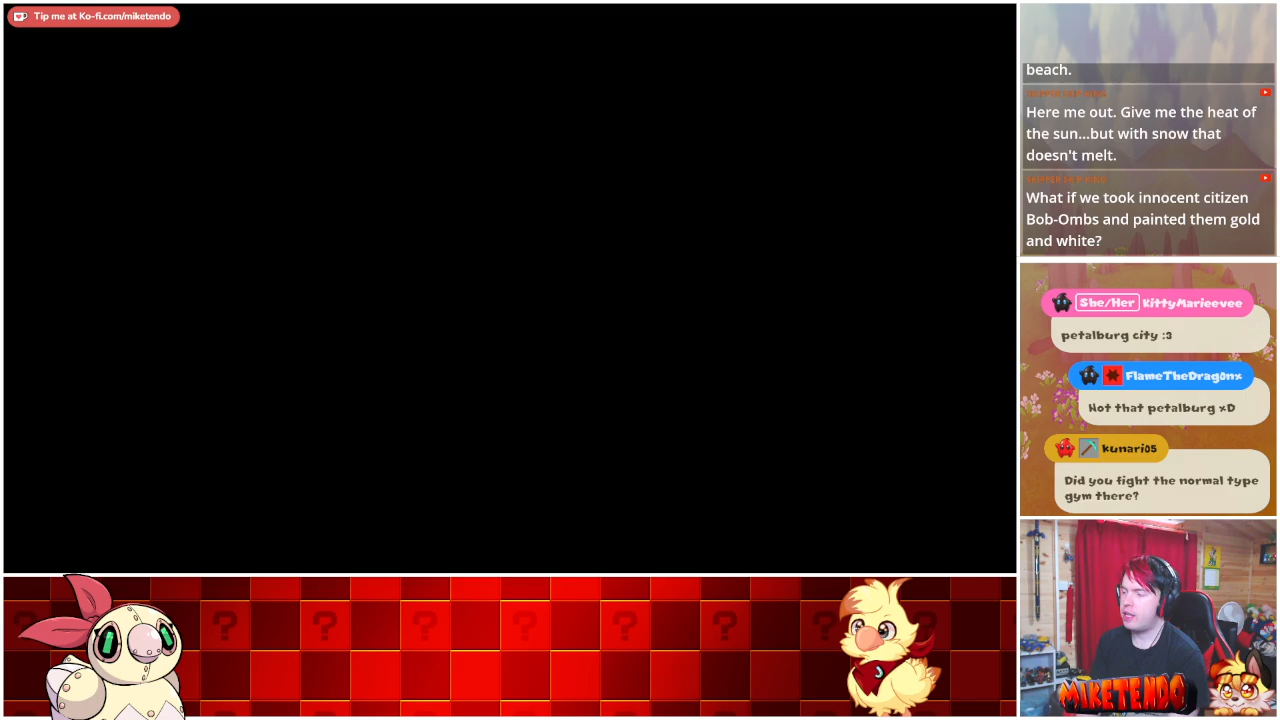 Tip me at Ko-fi.com/miketendo
beach.
Here me out. Give me the heat of
the sun...but with snow that
doesn't melt.
What if we took innocent citizen
Bob-Ombs and painted them gold
and white?
She/Her KittyMarieevee
petalburg city :3
FlameTheDrag0nx
Not that petalburg xD
kunari05
Did you fight the normal type
gym there?
? ? ? ? ? ? ? ? ?
MIKETENDO